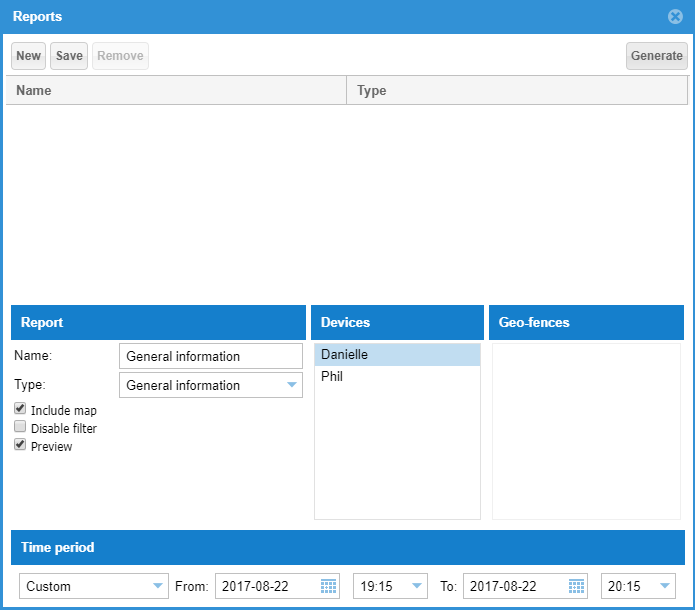 Reports
New Save Remove Generate
Name Type
Report Devices Geo-fences
Name: General information
Danielle
Type: General information
Phil
Include map
Disable filter
Preview
Time period
Custom From: 2017-08-22 19:15 To: 2017-08-22 20:15